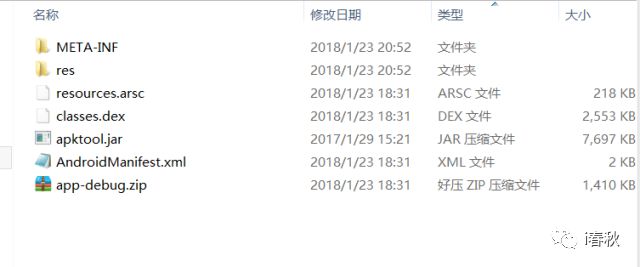 名称 修改日期 类型 大小
META-INF 2018/1/23 20:52 文件夹
res 2018/1/23 20:52 文件夹
resources.arsc 2018/1/23 18:31 ARSC 文件 218 KB
classes.dex 2018/1/23 18:31 DEX 文件 2,553 KB
apktool.jar 2017/1/29 15:21 JAR 压缩文件 7,697 KB
AndroidManifest.xml 2018/1/23 18:31 XML 文件 2 KB
app-debug.zip 2018/1/23 18:31 好压 ZIP 压缩文件 1,410 KB
i春秋